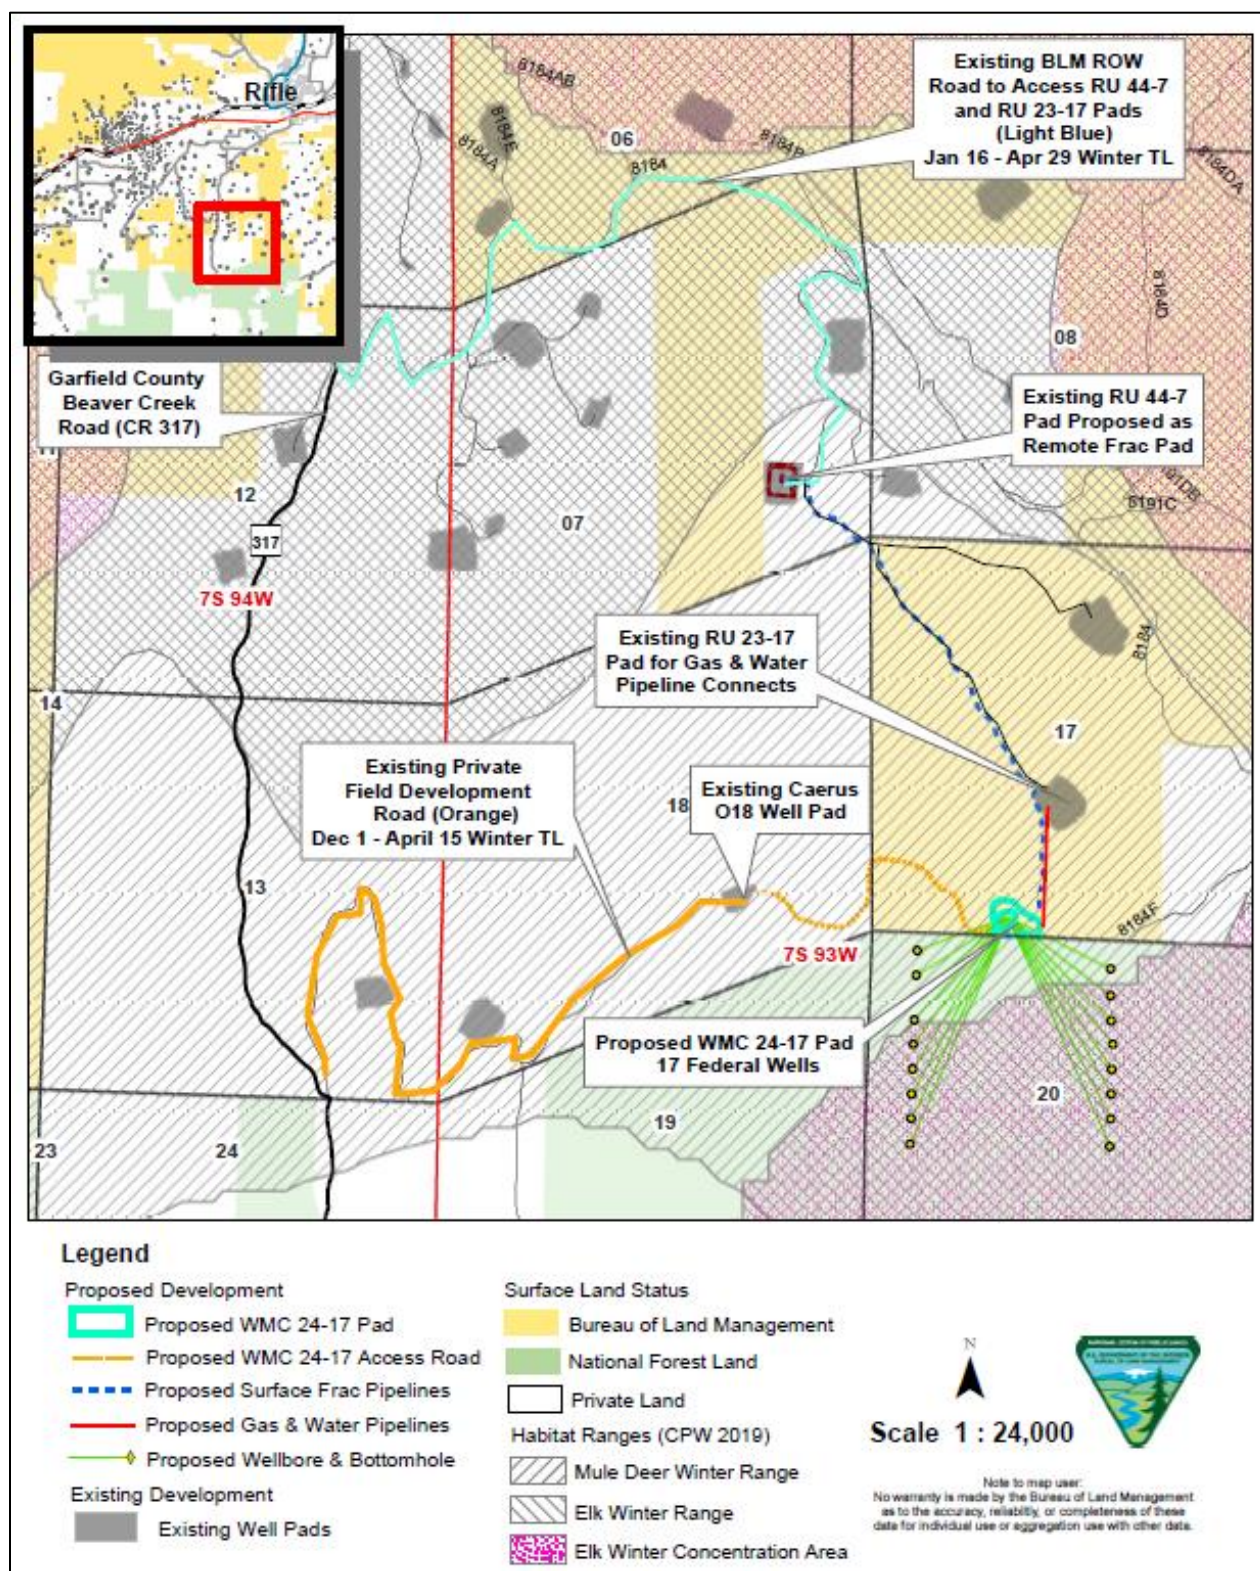 Rifle
8184AB
8184E
8184A
06
8184
8184B
Existing BLM ROW
Road to Access RU 44-7
and RU 23-17 Pads
(Light Blue)
Jan 16 - Apr 29 Winter TL
8184DA
8184D
08
Garfield County
Beaver Creek
Road (CR 317)
Existing RU 44-7
Pad Proposed as
Remote Frac Pad
12
07
8191C
317
7S 94W
Existing RU 23-17
Pad for Gas & Water
Pipeline Connects
8184
14
17
Existing Private
Field Development
Road (Orange)
Dec 1 - April 15 Winter TL
18
Existing Caerus
O18 Well Pad
13
8184F
7S 93W
Proposed WMC 24-17 Pad
17 Federal Wells
20
19
23
24
Legend
Proposed Development
Proposed WMC 24-17 Pad
Proposed WMC 24-17 Access Road
Proposed Surface Frac Pipelines
Proposed Gas & Water Pipelines
Proposed Wellbore & Bottomhole
Existing Development
Existing Well Pads
Surface Land Status
Bureau of Land Management
National Forest Land
Private Land
Habitat Ranges (CPW 2019)
Mule Deer Winter Range
Elk Winter Range
Elk Winter Concentration Area
N
Scale 1 : 24,000
Note to map user:
No warranty is made by the Bureau of Land Management
as to the accuracy, reliability, or completeness of these
data for individual use or aggregation use with other data.